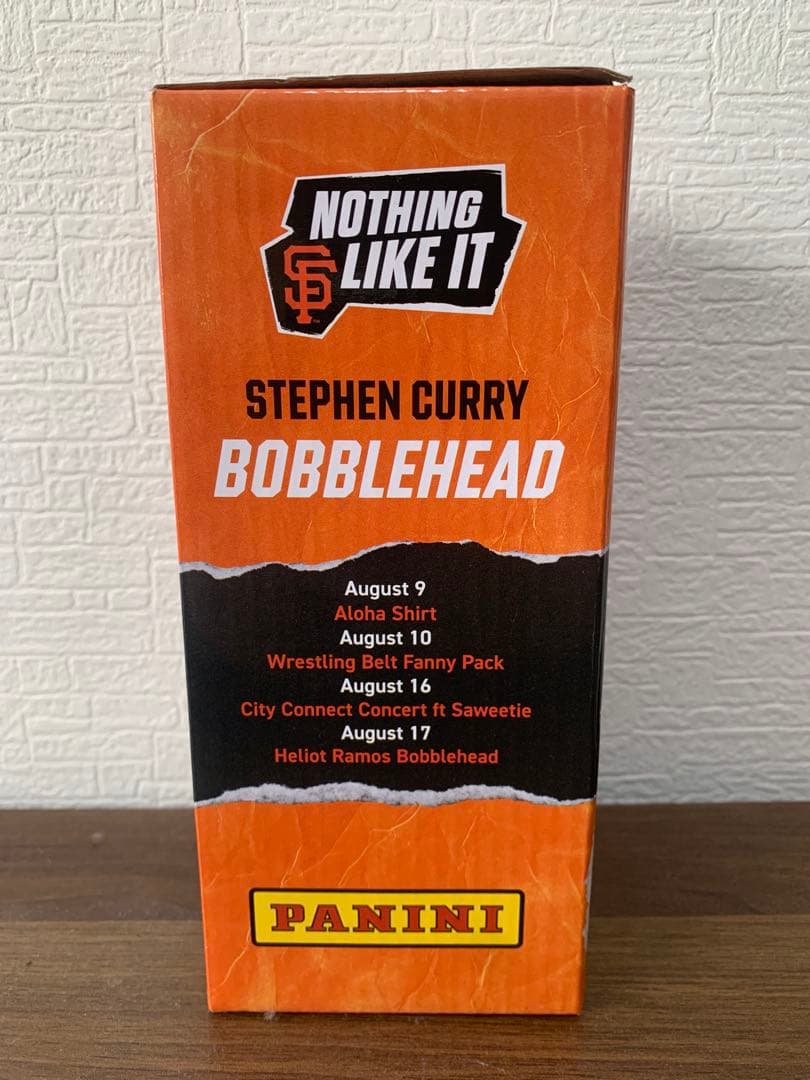 NOTHING
SF LIKE IT
STEPHEN CURRY
BOBBLEHEAD
August 9
Aloha Shirt
August 10
Wrestling Belt Fanny Pack
August 16
City Connect Concert ft Saweetie
August 17
Heliot Ramos Bobblehead
PANINI